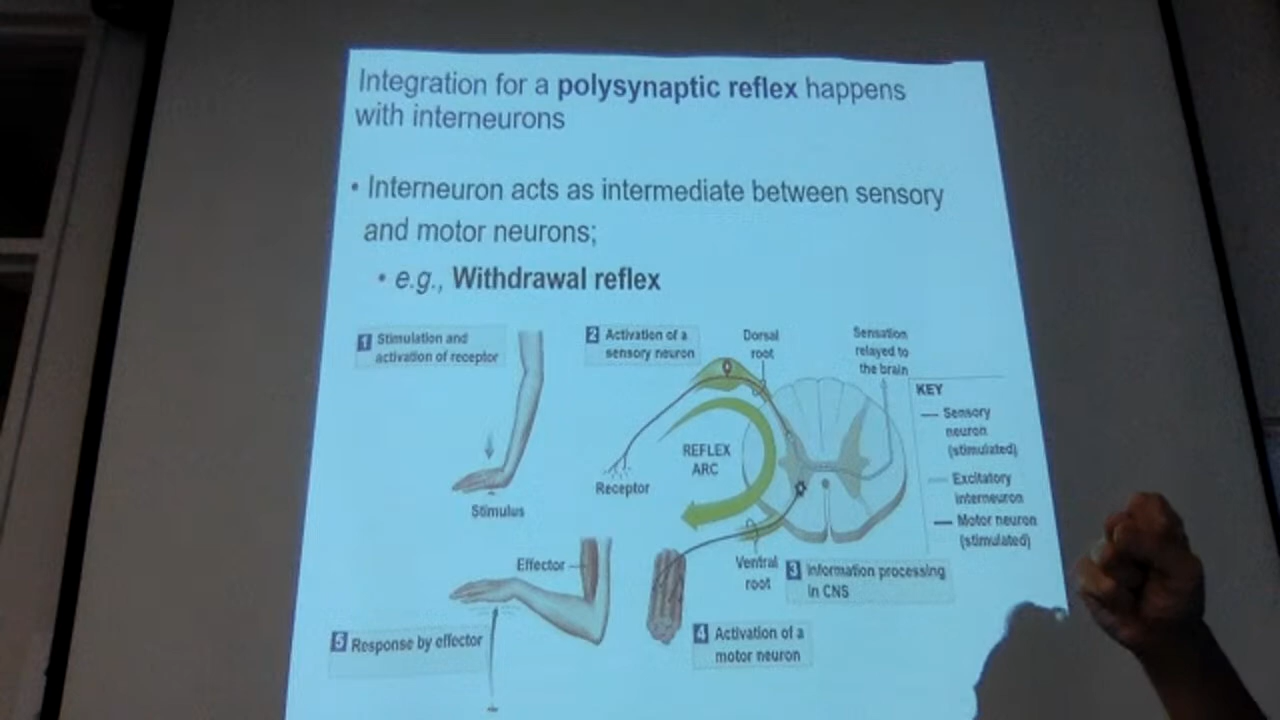 Integration for a polysynaptic reflex happens
with interneurons
• Interneuron acts as intermediate between sensory
and motor neurons;
• e.g., Withdrawal reflex
1 Stimulation and
activation of receptor
Stimulus
2 Activation of a
sensory neuron
Dorsal
root
Sensation
relayed to
the brain
REFLEX
ARC
Receptor
KEY
Sensory
neuron
(stimulated)
Excitatory
interneuron
Motor neuron
(stimulated)
Effector
Ventral
root
3 Information processing
in CNS
4 Activation of a
motor neuron
5 Response by effector